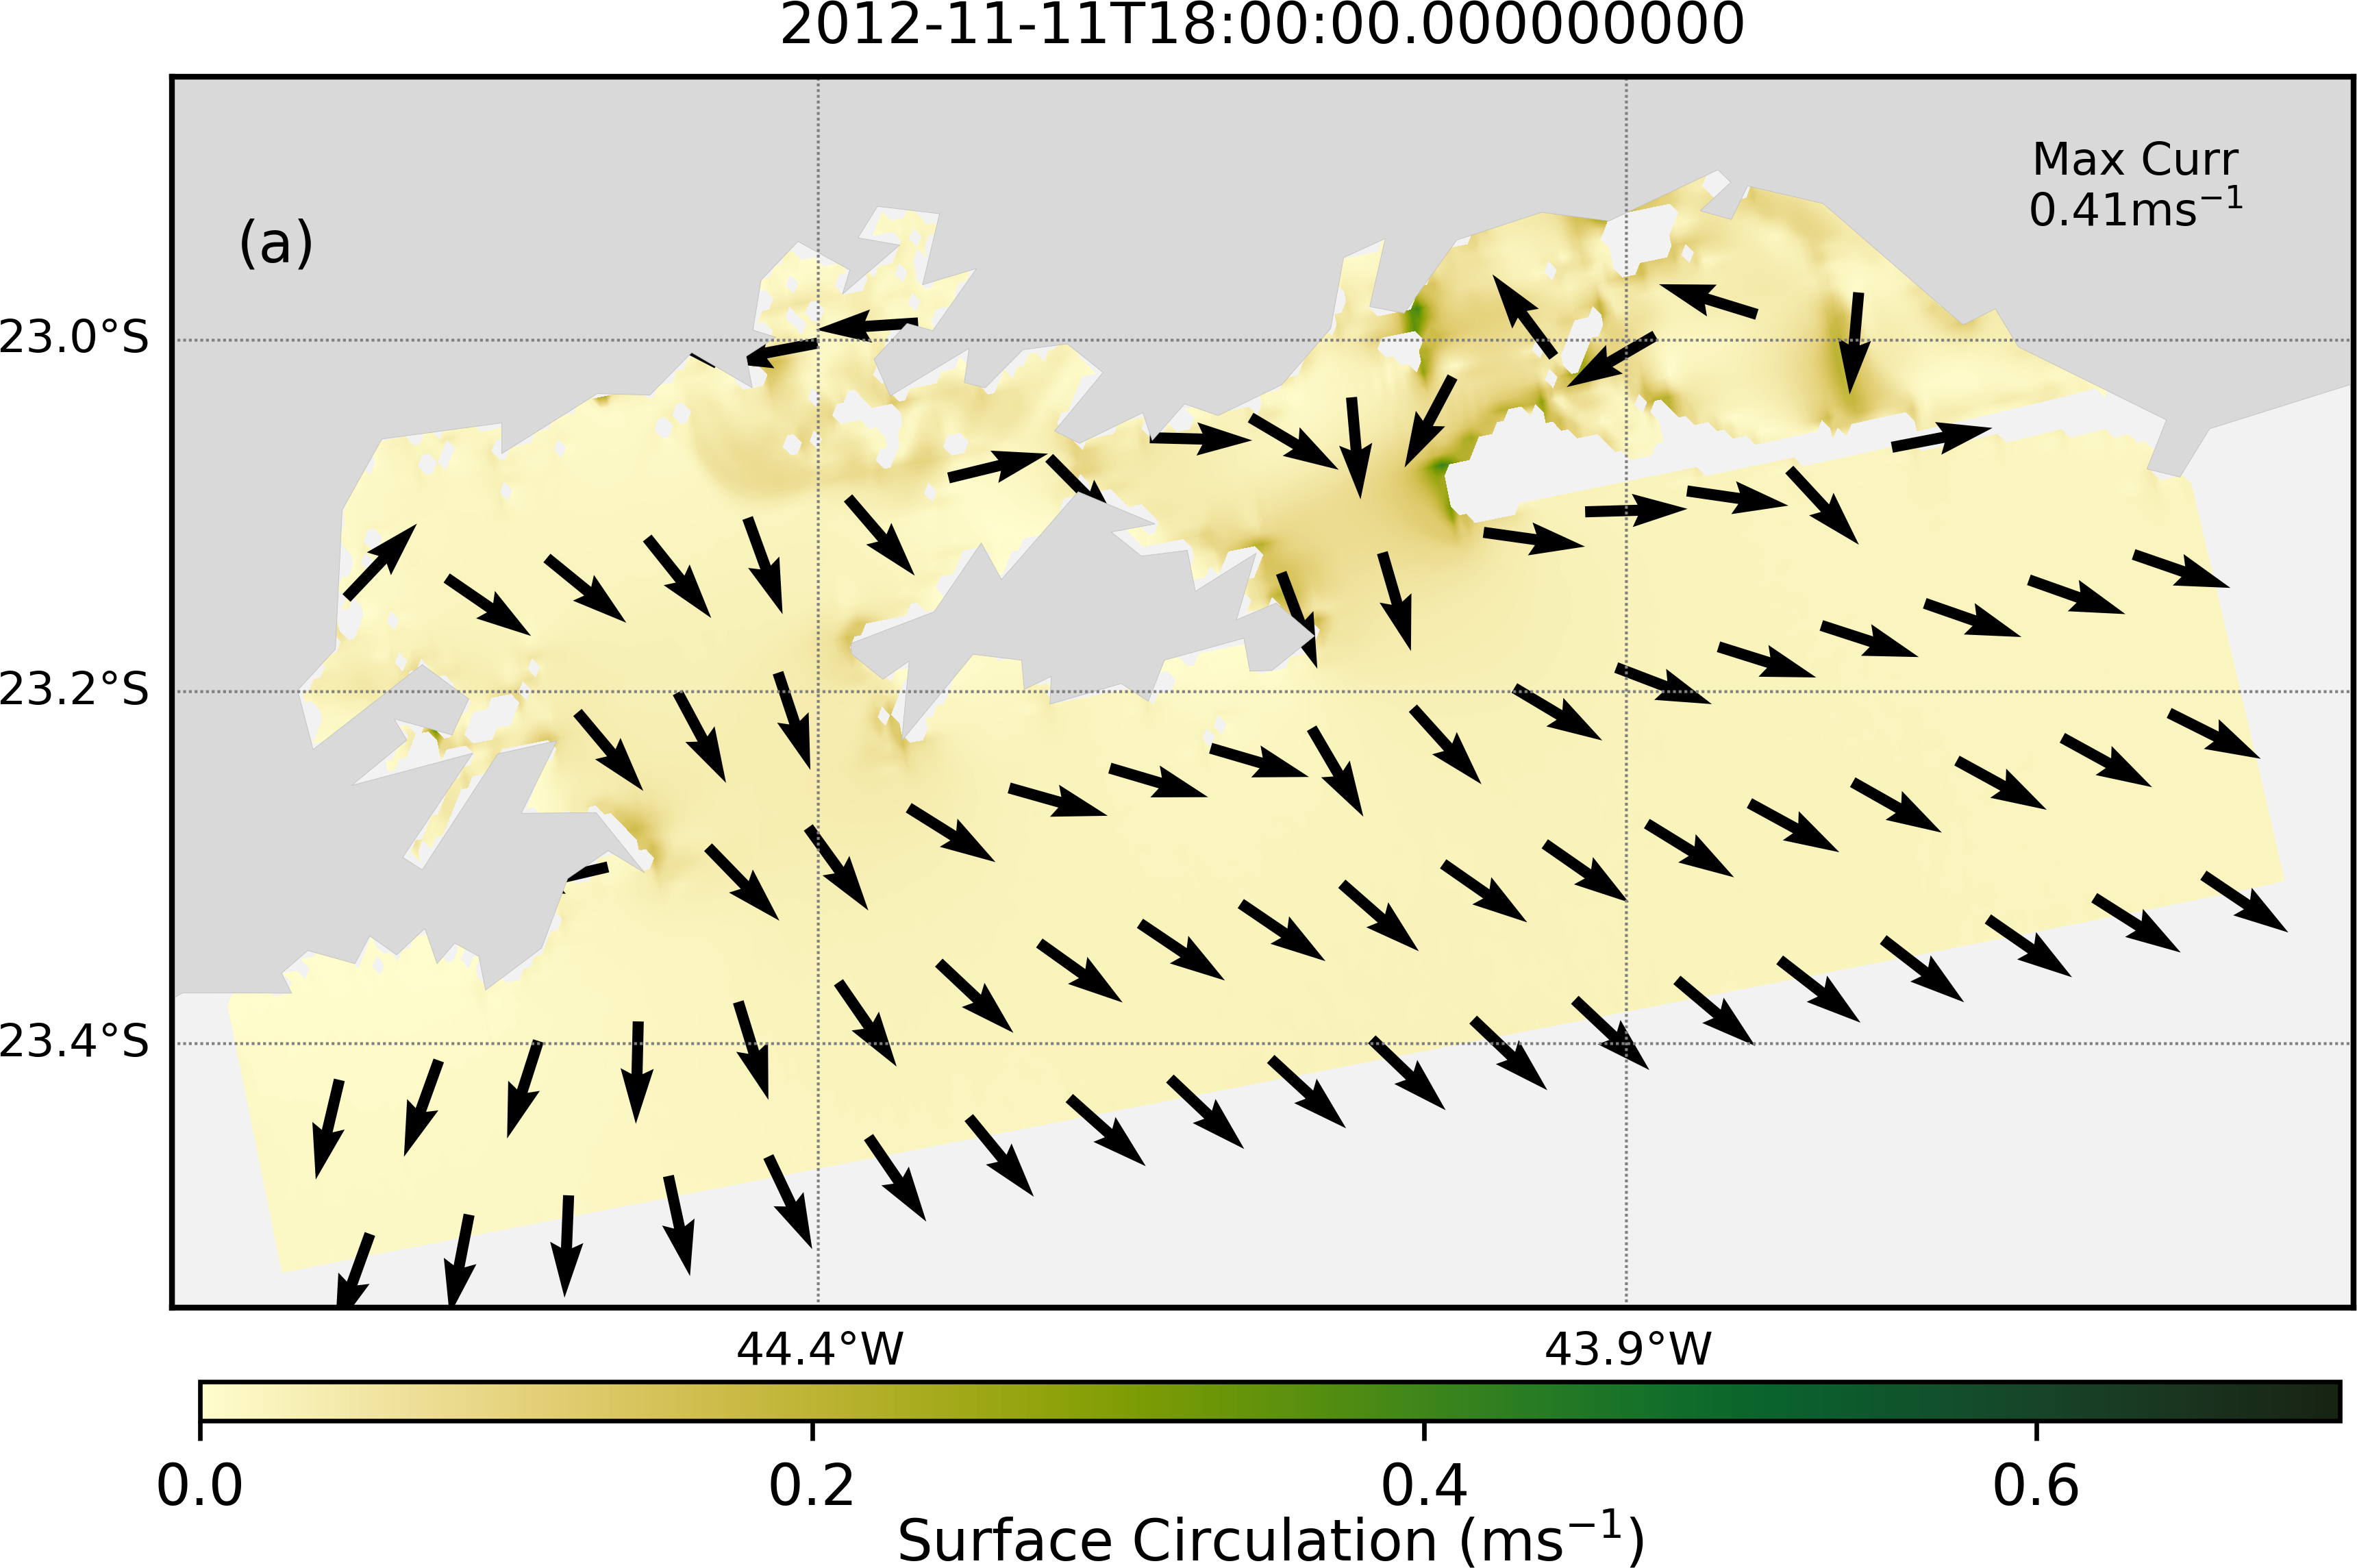 2012-11-11T18:00:00.000000000
Max Curr
0.41ms⁻¹
(a)
23.0°S
23.2°S
23.4°S
44.4°W 43.9°W
0.0 0.2 0.4 0.6
Surface Circulation (ms⁻¹)